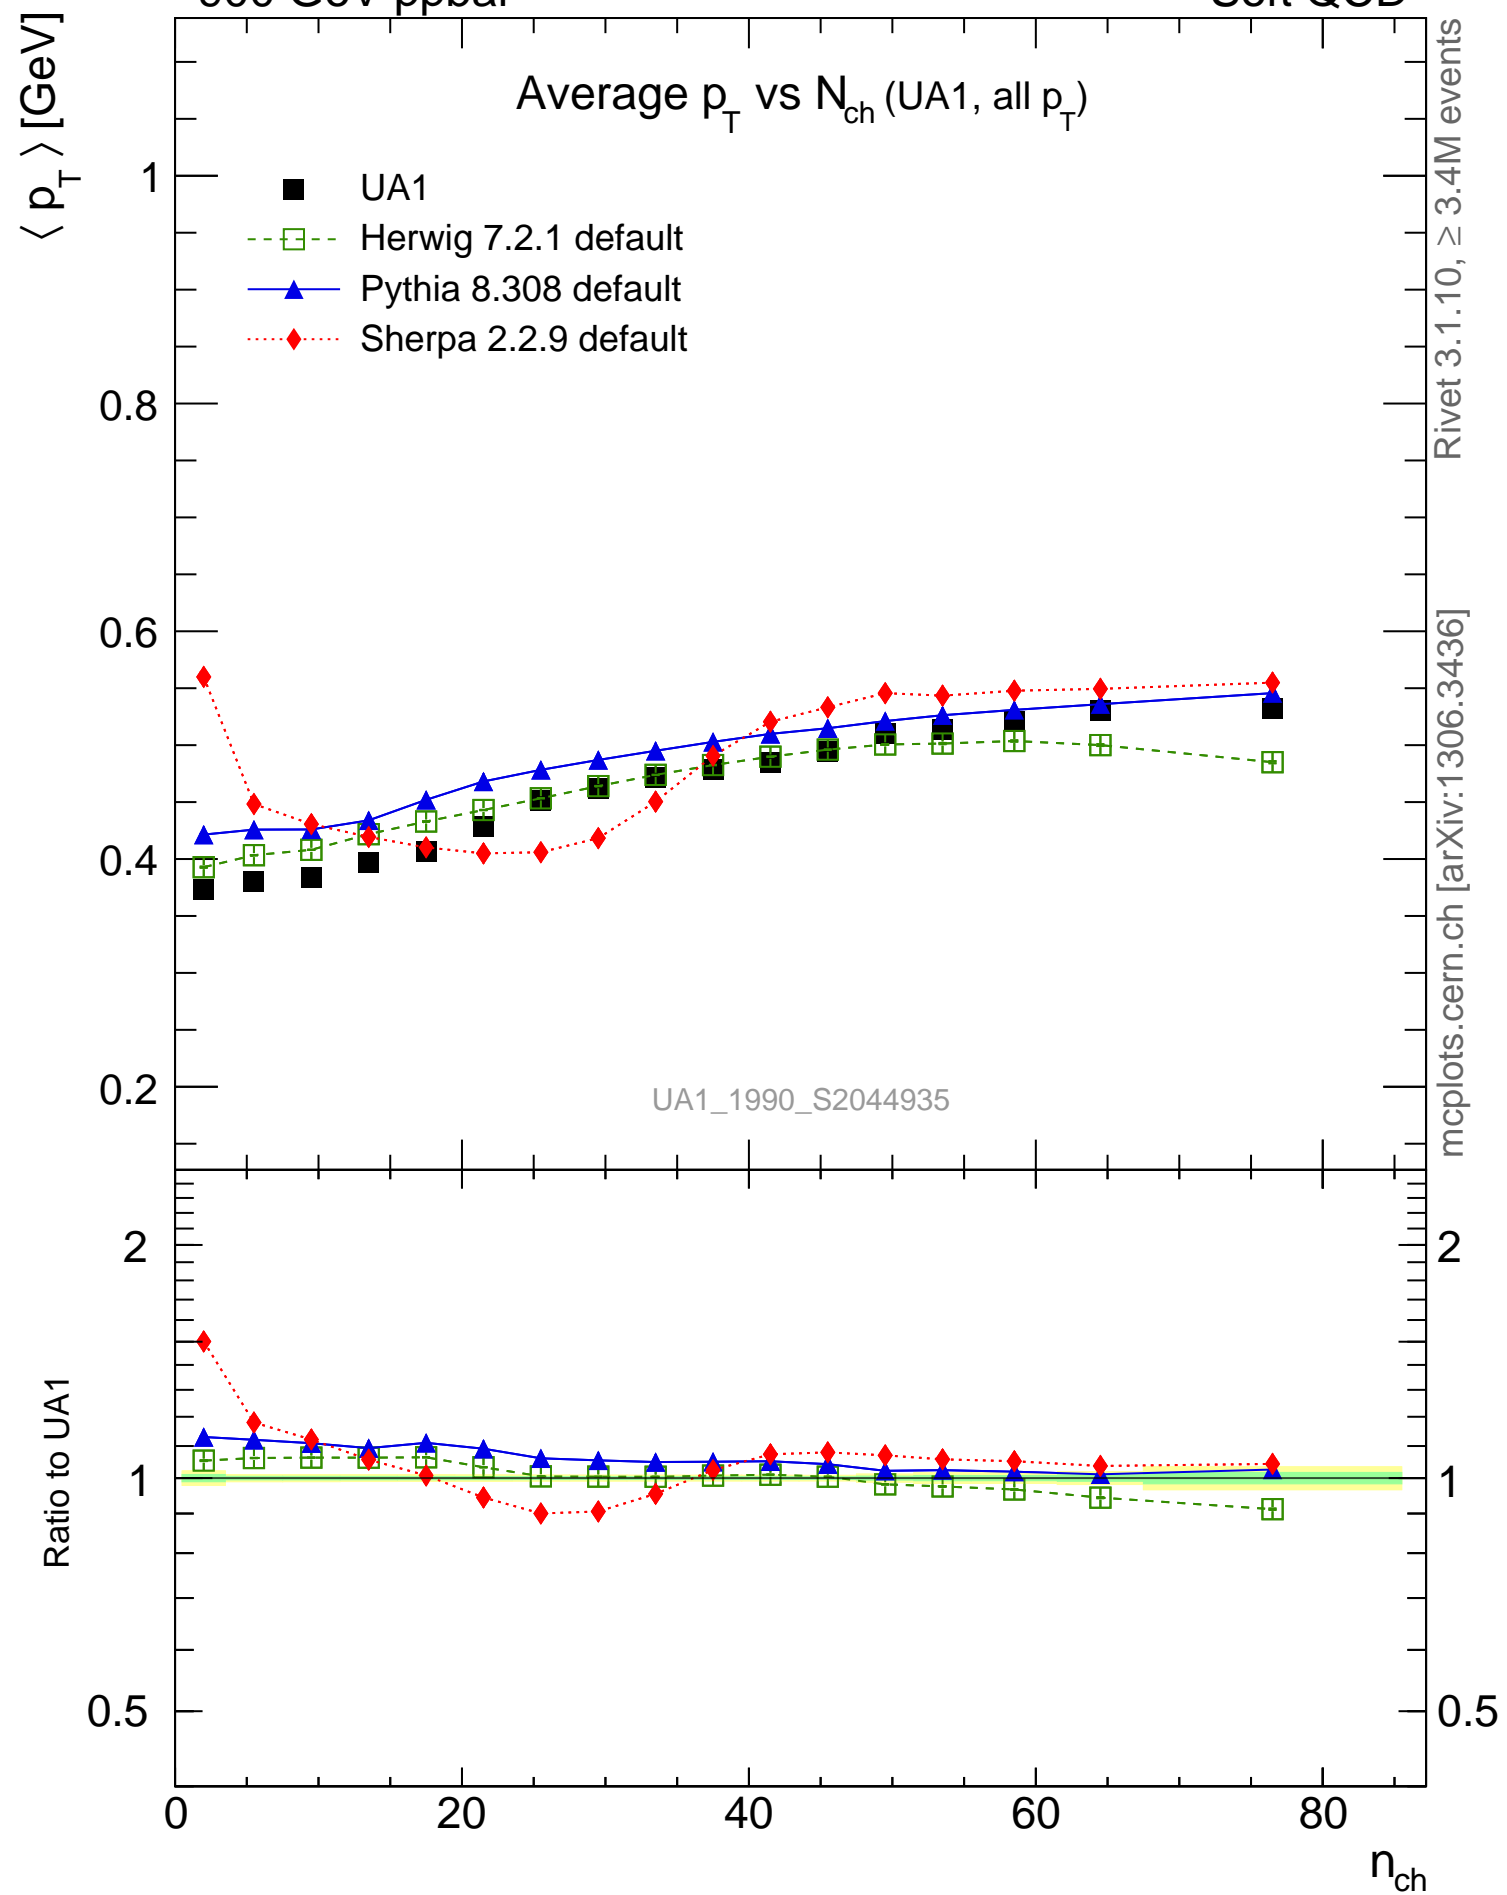 ⟨ p_T ⟩ [GeV]
Average p_T vs N_ch (UA1, all p_T)
UA1
Herwig 7.2.1 default
Pythia 8.308 default
Sherpa 2.2.9 default
1
0.8
0.6
0.4
0.2
UA1_1990_S2044935
Rivet 3.1.10, ≥ 3.4M events
mcplots.cern.ch [arXiv:1306.3436]
Ratio to UA1
2
1
0.5
2
1
0.5
0 20 40 60 80
n_ch